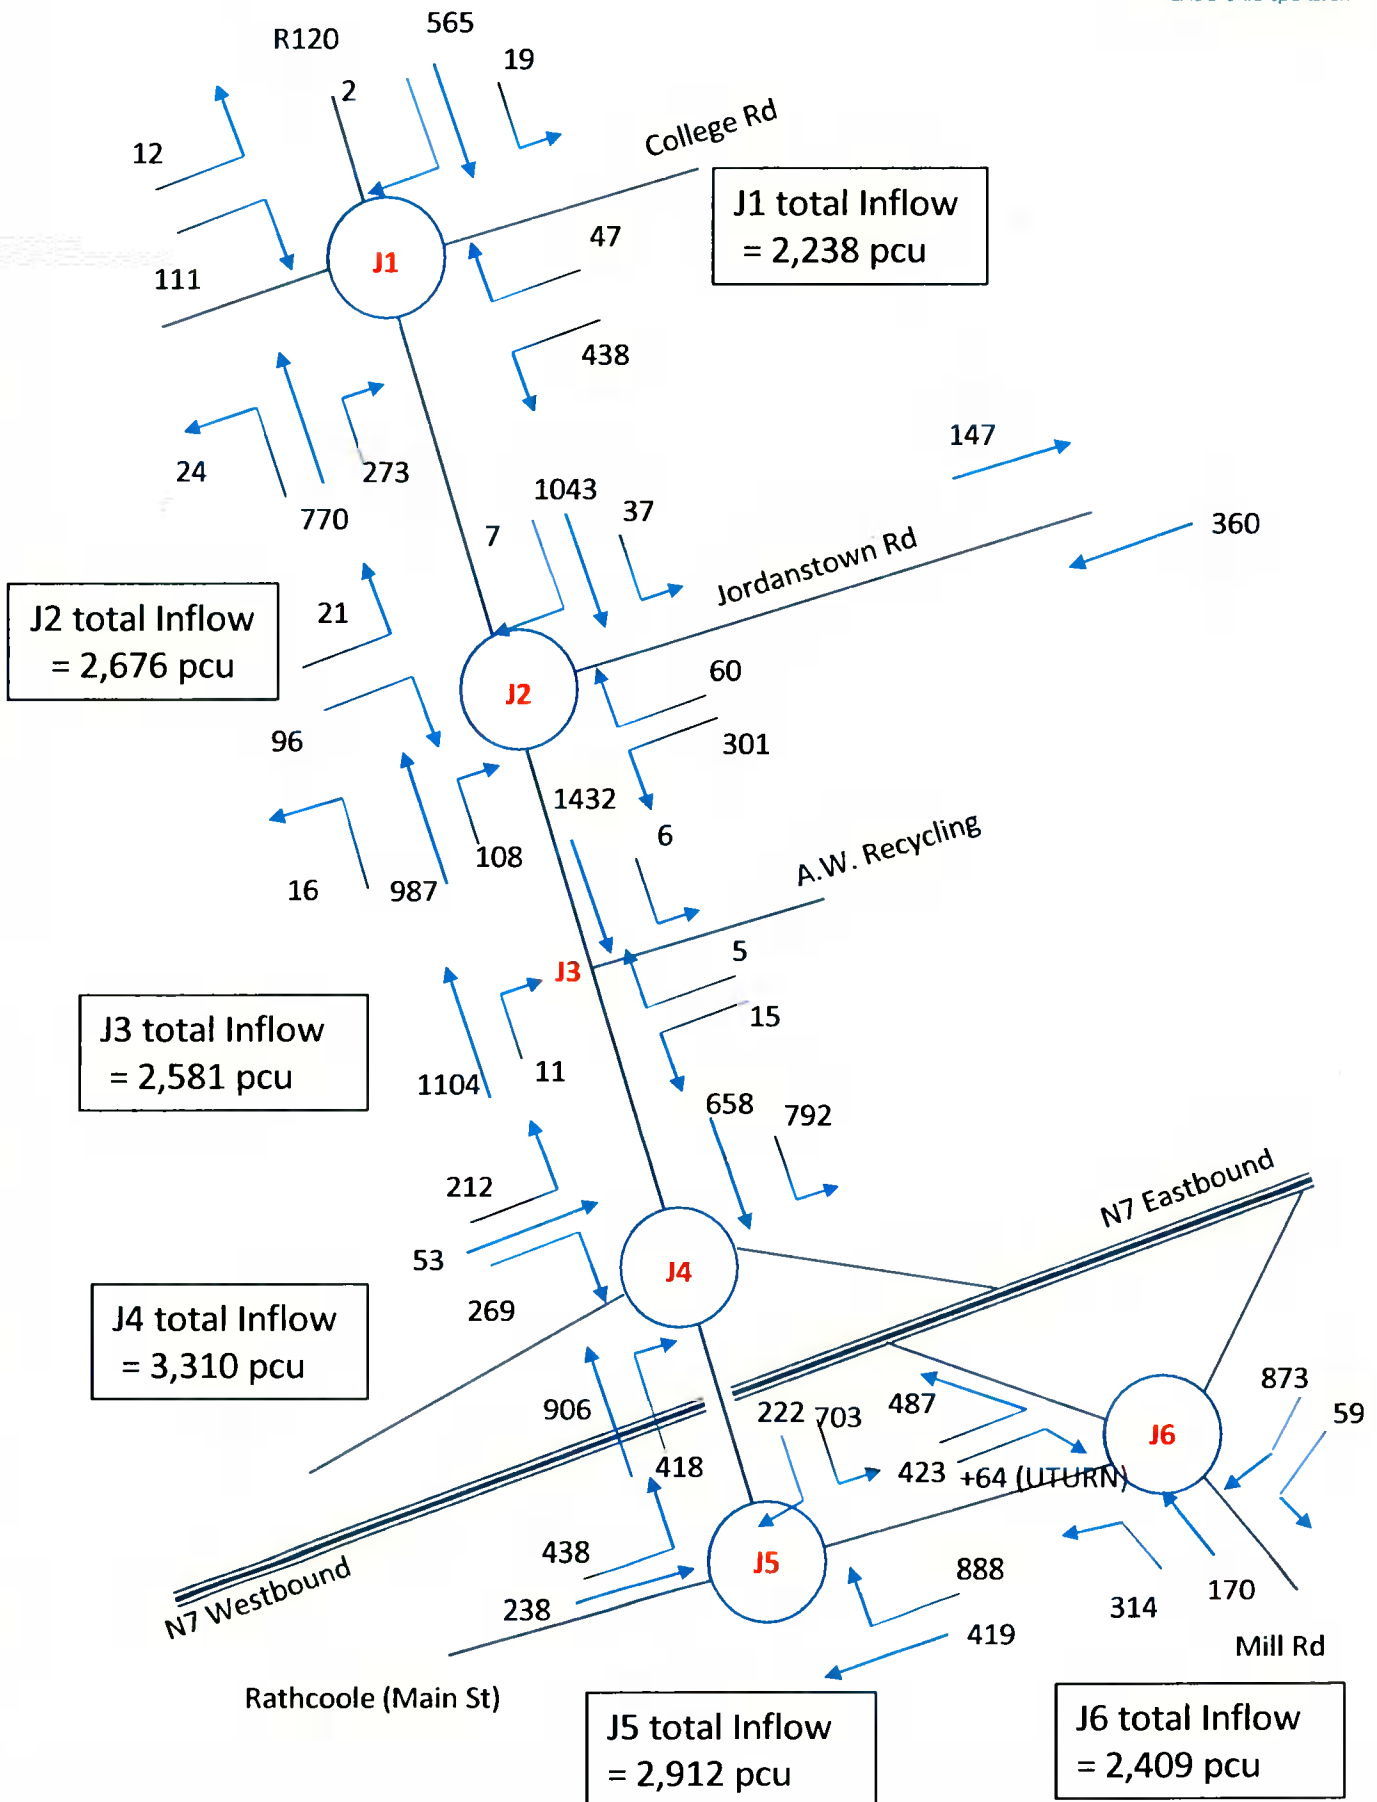 R120
565
19
2
College Rd
12
J1 total Inflow
= 2,238 pcu
47
J1
111
438
24
273
770
147
1043
37
7
360
Jordanstown Rd
J2 total Inflow
= 2,676 pcu
21
60
J2
96
301
1432
6
108
16
987
A.W. Recycling
5
J3
15
J3 total Inflow
= 2,581 pcu
1104
11
658
792
212
N7 Eastbound
53
J4
269
J4 total Inflow
= 3,310 pcu
906
222
703
487
873
59
J6
418
423
+64 (UTURN)
438
J5
238
888
419
314
170
N7 Westbound
Mill Rd
Rathcoole (Main St)
J5 total Inflow
= 2,912 pcu
J6 total Inflow
= 2,409 pcu